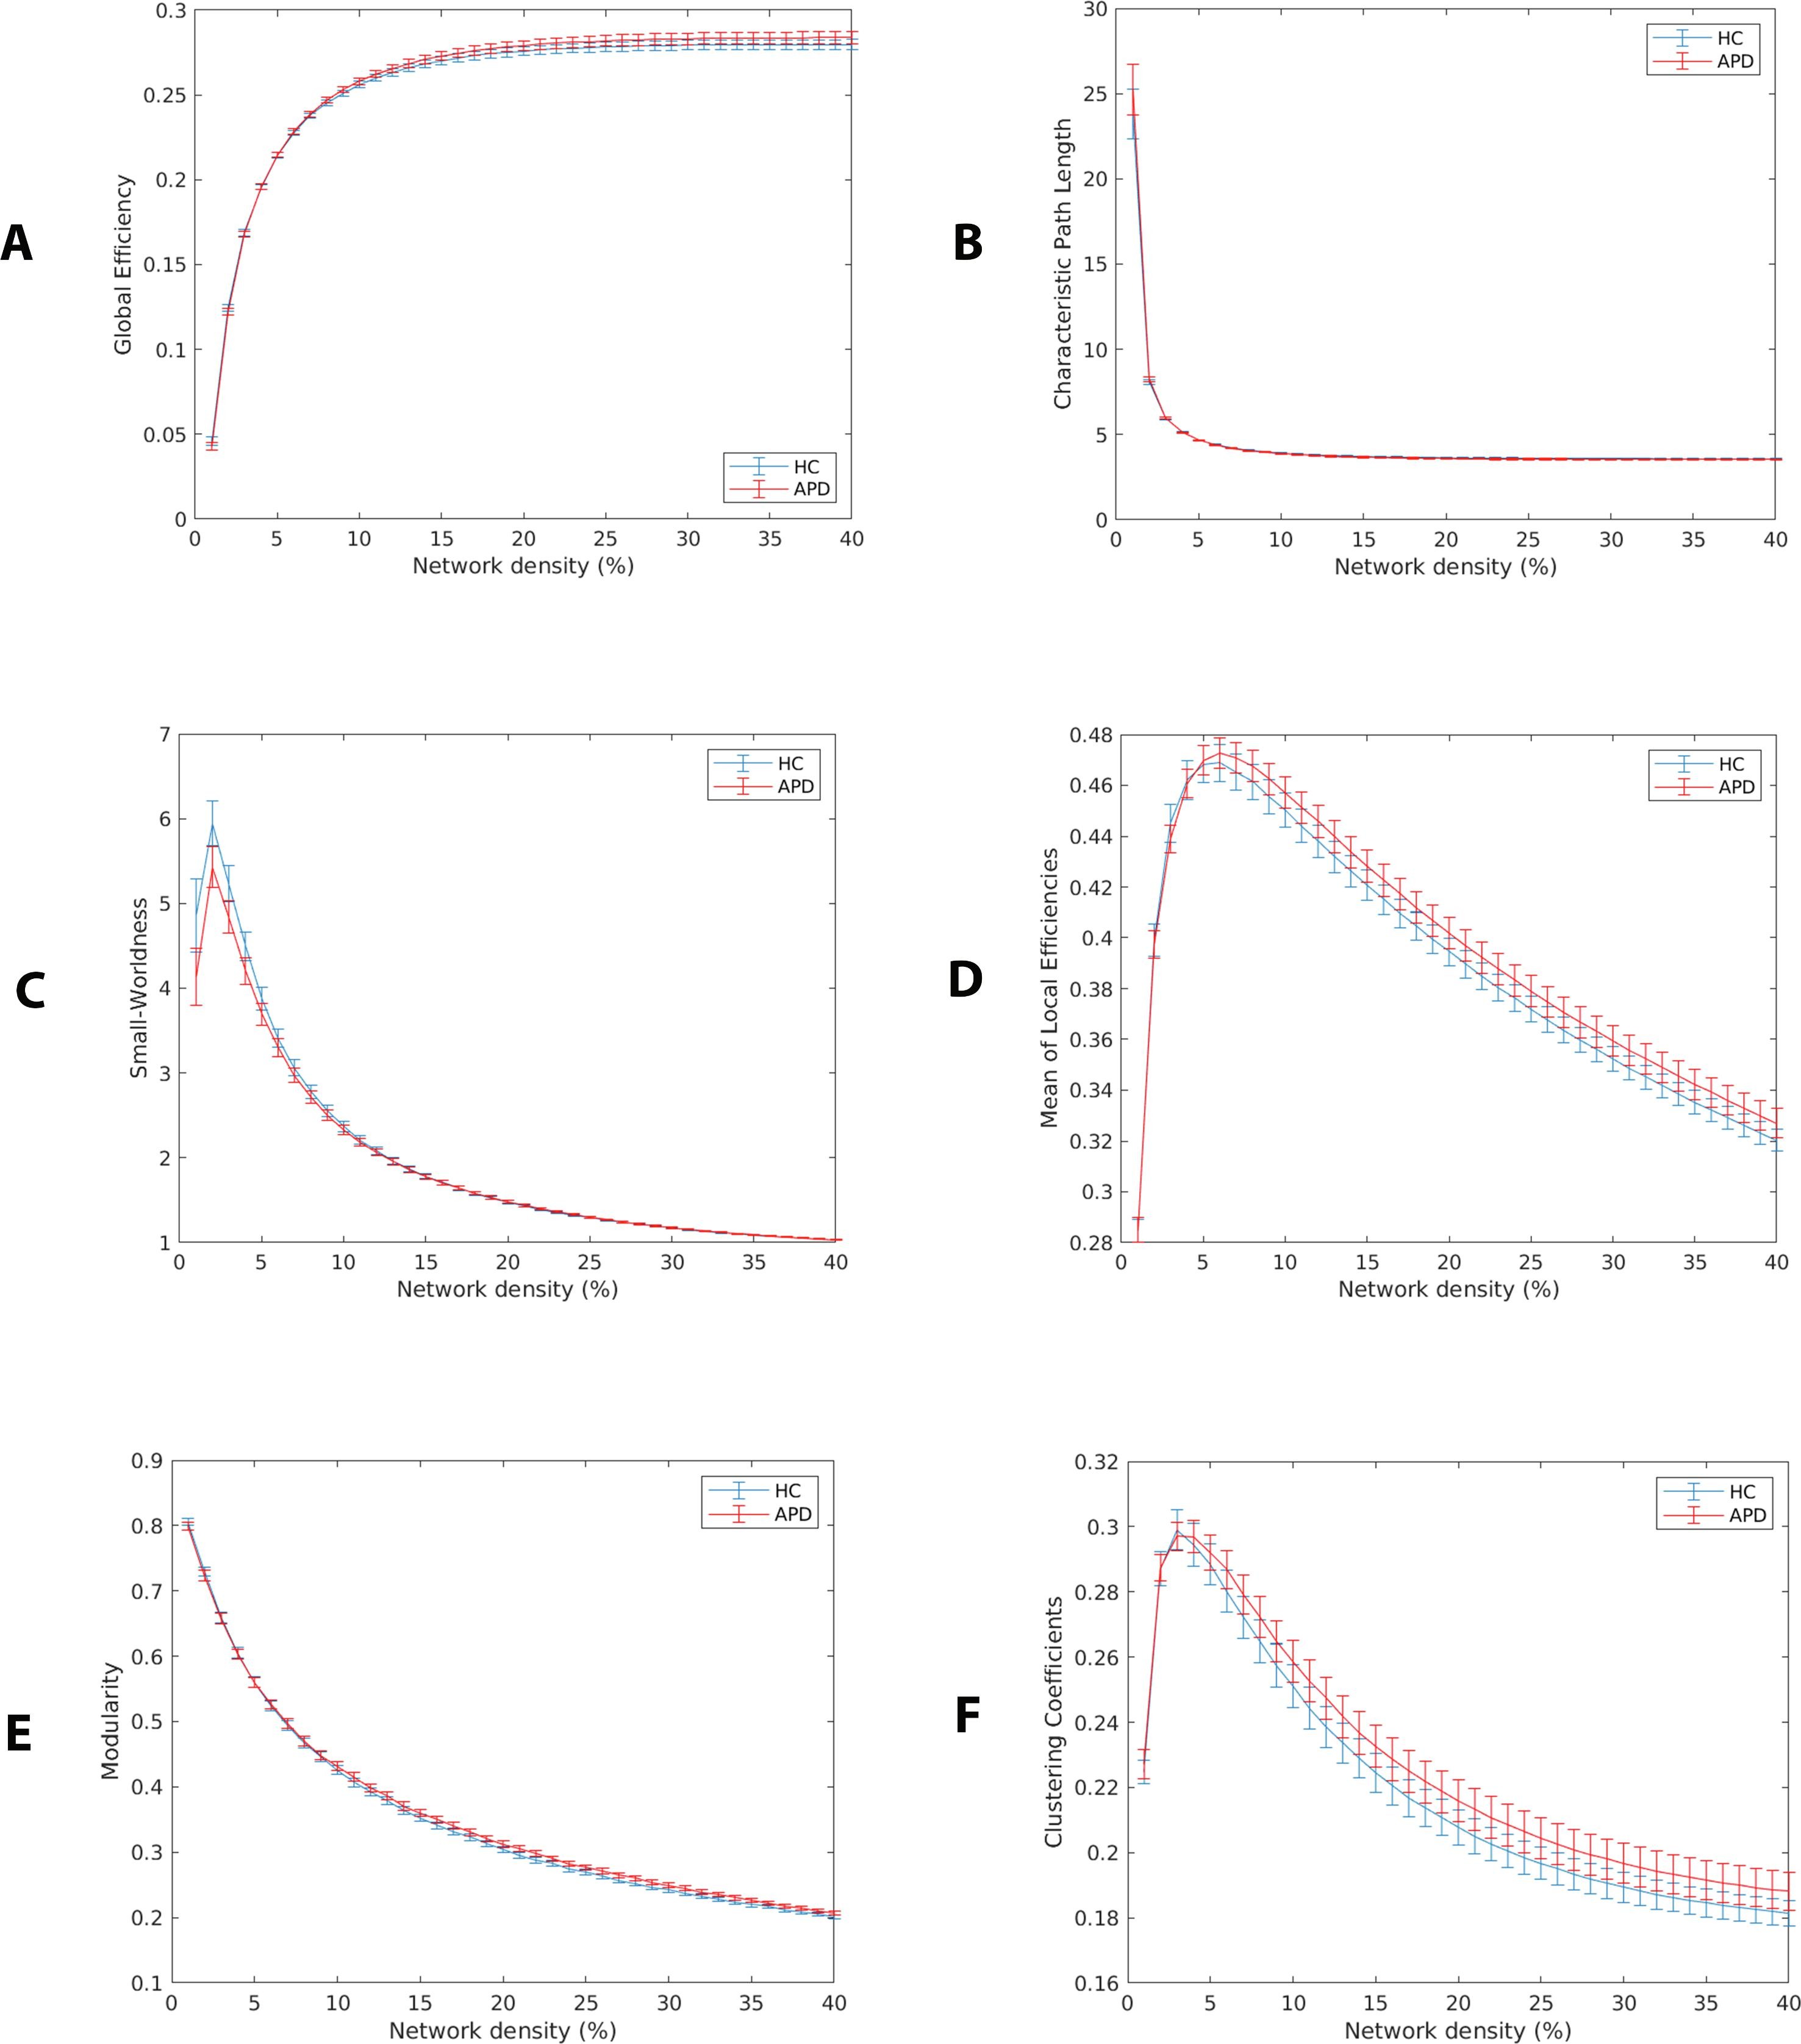 A
Global Efficiency
0.3
0.25
0.2
0.15
0.1
0.05
0
HC
APD
0 5 10 15 20 25 30 35 40
Network density (%)
B
Characteristic Path Length
30
25
20
15
10
5
0
HC
APD
0 5 10 15 20 25 30 35 40
Network density (%)
C
Small-Worldness
7
6
5
4
3
2
1
HC
APD
0 5 10 15 20 25 30 35 40
Network density (%)
D
Mean of Local Efficiencies
0.48
0.46
0.44
0.42
0.4
0.38
0.36
0.34
0.32
0.3
0.28
HC
APD
0 5 10 15 20 25 30 35 40
Network density (%)
E
Modularity
0.9
0.8
0.7
0.6
0.5
0.4
0.3
0.2
0.1
HC
APD
0 5 10 15 20 25 30 35 40
Network density (%)
F
Clustering Coefficients
0.32
0.3
0.28
0.26
0.24
0.22
0.2
0.18
0.16
HC
APD
0 5 10 15 20 25 30 35 40
Network density (%)